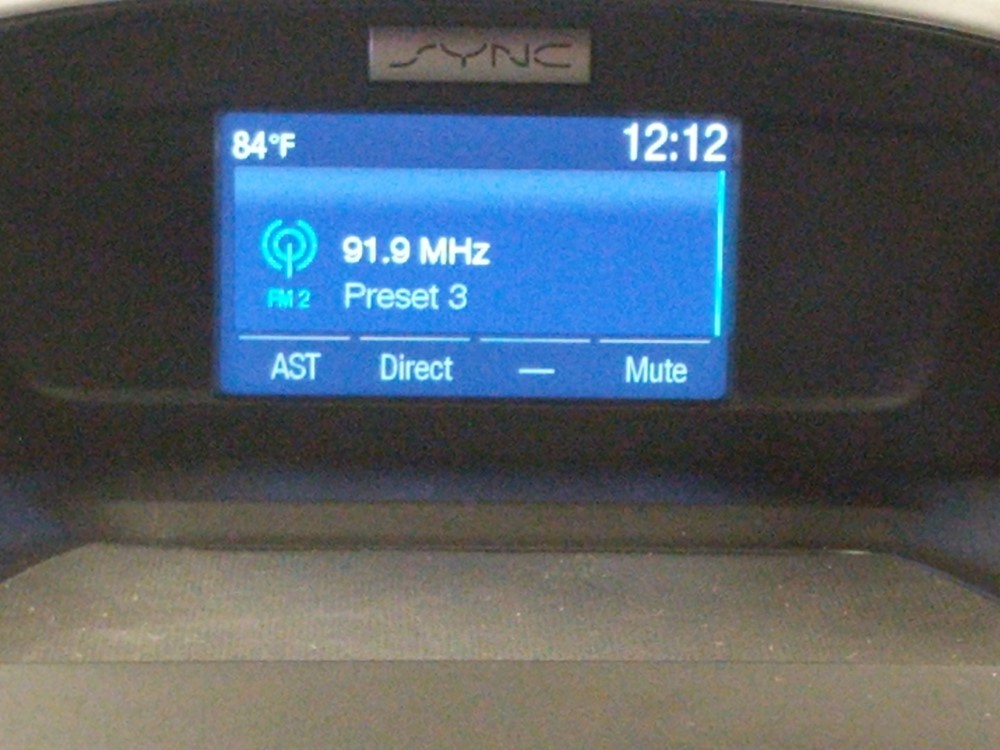 SYNC
84°F 12:12
91.9 MHz
FM 2 Preset 3
AST Direct — Mute